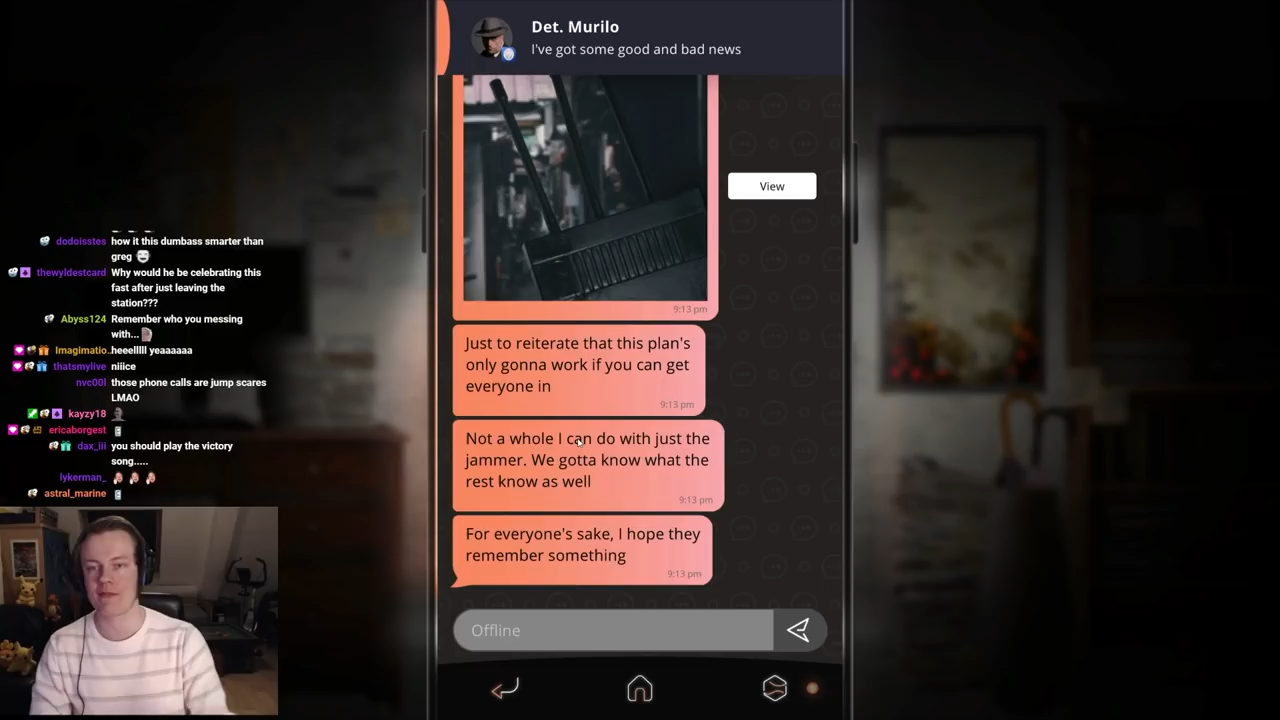 Det. Murilo
I've got some good and bad news
View
9:13 pm
Just to reiterate that this plan's
only gonna work if you can get
everyone in
9:13 pm
Not a whole I can do with just the
jammer. We gotta know what the
rest know as well
9:13 pm
For everyone's sake, I hope they
remember something
9:13 pm
Offline
dodoisstes how it this dumbass smarter than
greg
thewyldestcard Why would he be celebrating this
fast after just leaving the
station???
Abyss124 Remember who you messing
with...
Imaginatio... heeelllll yeaaaaaa
thatsmylive niiice
nvc00l those phone calls are jump scares
LMAO
kayzy18
ericaborgest
dax_iii you should play the victory
song.....
lykerman_
astral_marine